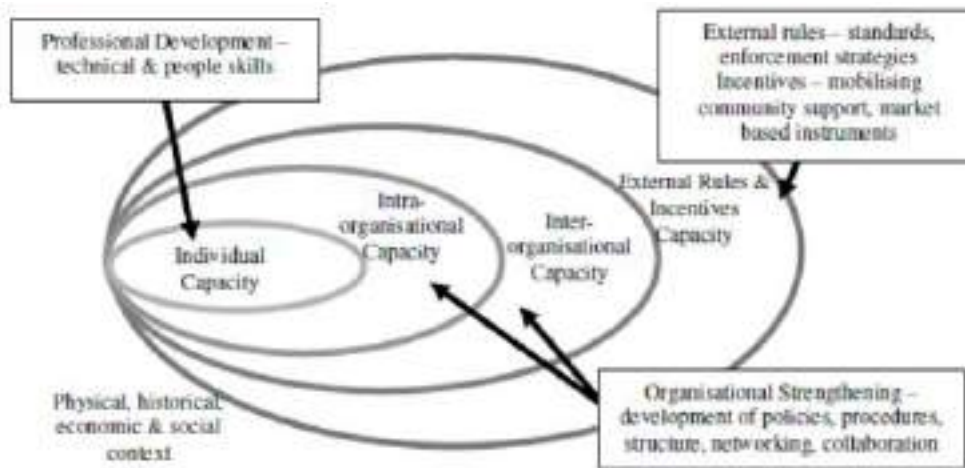 Professional Development –
technical & people skills
External rules – standards,
enforcement strategies
Incentives – mobilising
community support, market
based instruments
Individual
Capacity
Intra-
organisational
Capacity
Inter-
organisational
Capacity
External Rules &
Incentives
Capacity
Physical, historical,
economic & social
context
Organisational Strengthening –
development of policies, procedures,
structure, networking, collaboration